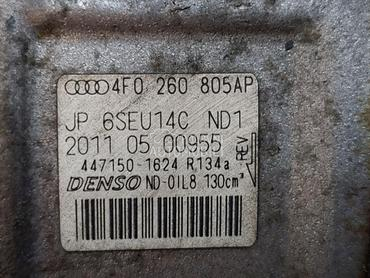 4F0 260 805AP
JP 6SEU14C ND1
2011 05 00955
REV
447150-1624 R134a
DENSO ND-OIL8 130cm³